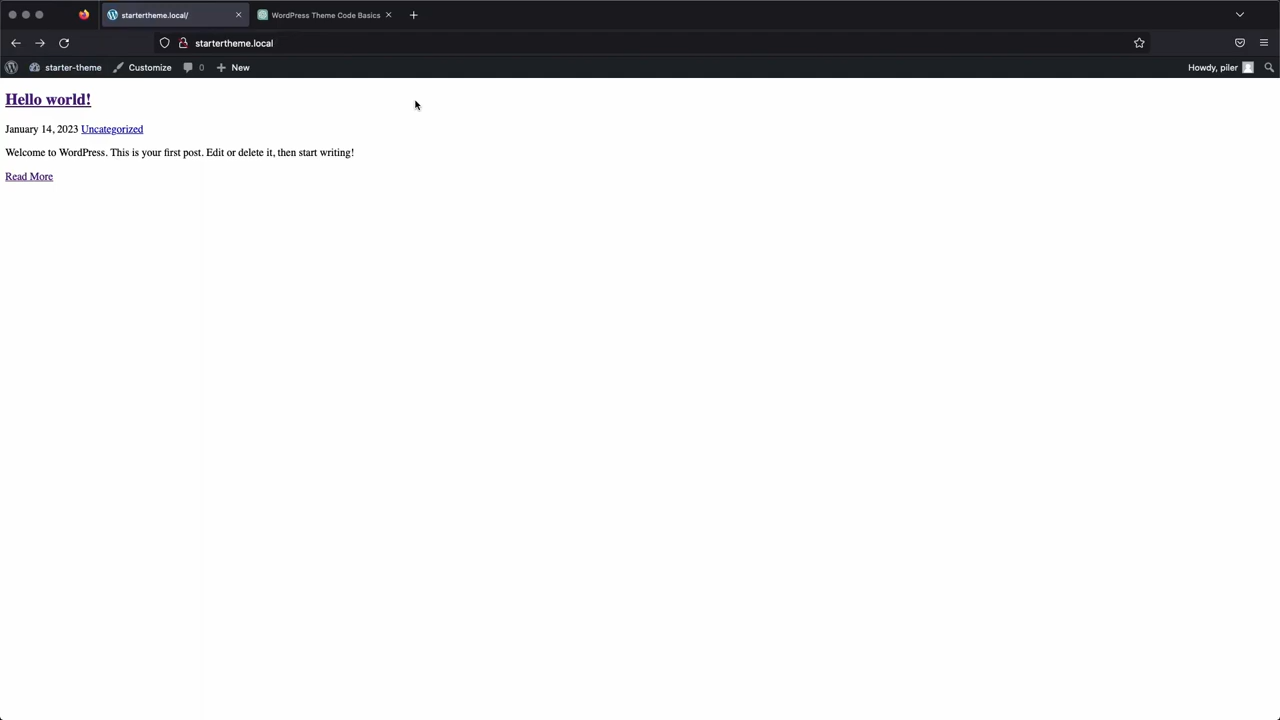 startertheme.local/
WordPress Theme Code Basics
startertheme.local
starter-theme Customize 0 New Howdy, piler
Hello world!
January 14, 2023 Uncategorized
Welcome to WordPress. This is your first post. Edit or delete it, then start writing!
Read More